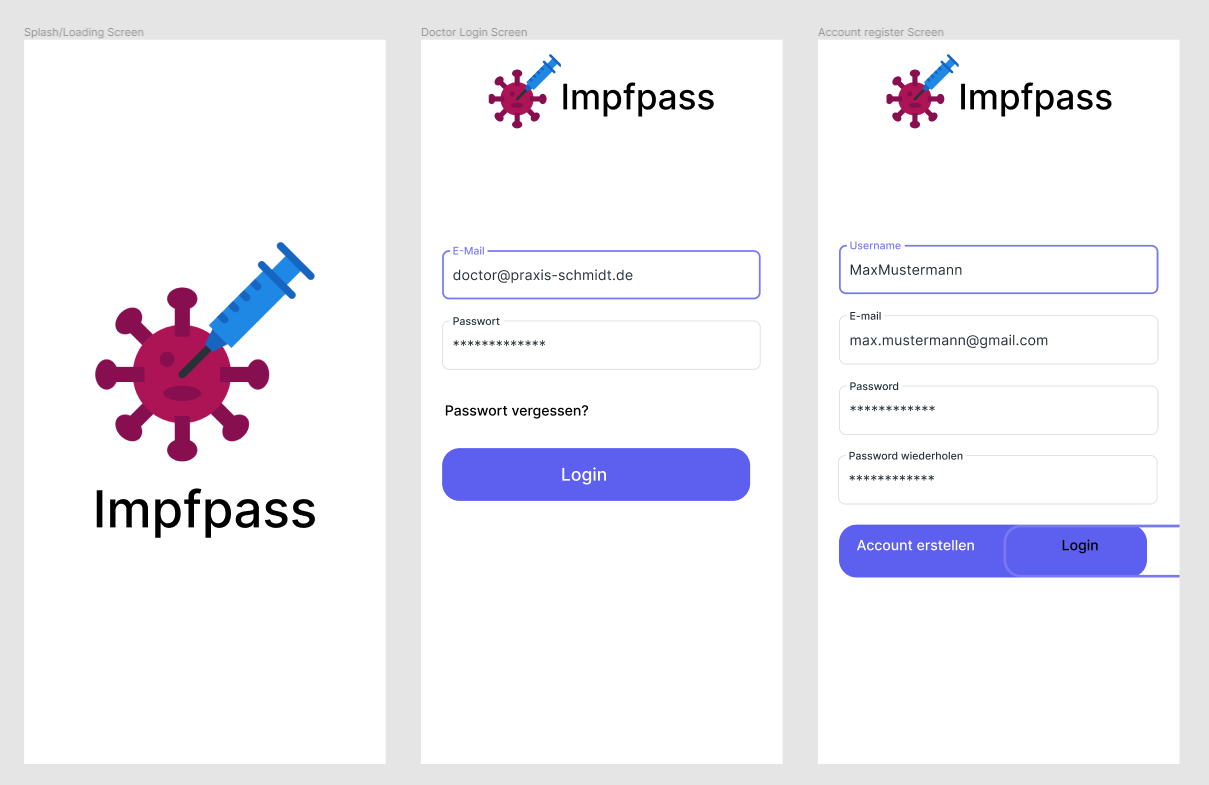 Splash/Loading Screen
Impfpass
Doctor Login Screen
Impfpass
E-Mail
doctor@praxis-schmidt.de
Passwort
*************
Passwort vergessen?
Login
Account register Screen
Impfpass
Username
MaxMustermann
E-mail
max.mustermann@gmail.com
Password
************
Password wiederholen
************
Account erstellen
Login